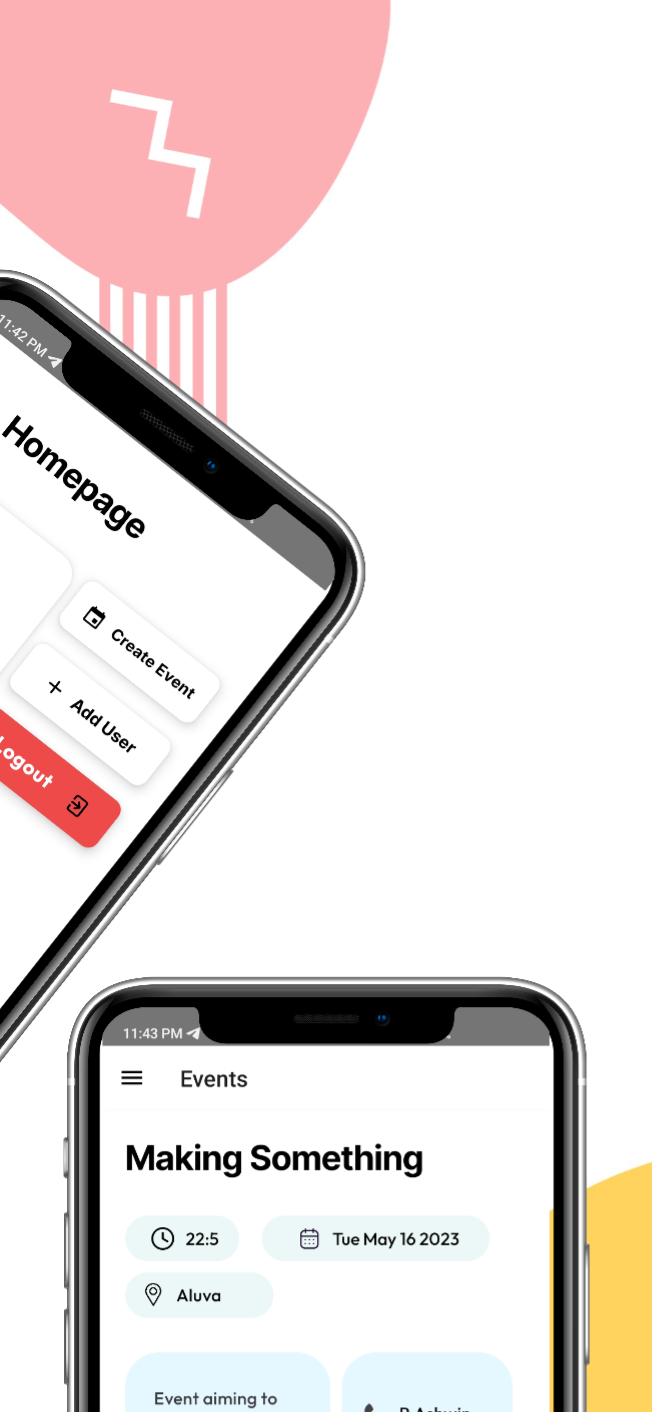 11:42 PM
Homepage
Create Event
Add User
Logout
11:43 PM
Events
Making Something
22:5
Tue May 16 2023
Aluva
Event aiming to